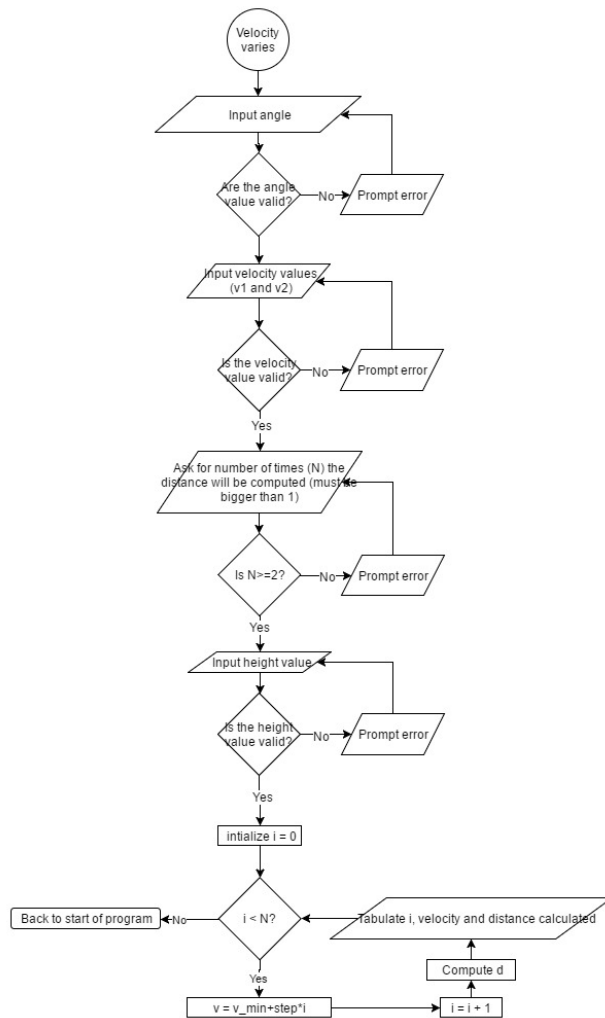 Velocity
varies
Input angle
Are the angle
value valid?
No
Prompt error
Input velocity values
(v1 and v2)
Is the velocity
value valid?
No
Prompt error
Yes
Ask for number of times (N) the
distance will be computed (must be
bigger than 1)
Is N>=2?
No
Prompt error
Yes
Input height value
Is the height
value valid?
No
Prompt error
Yes
intialize i = 0
Back to start of program
No
i < N?
Tabulate i, velocity and distance calculated
Yes
Compute d
v = v_min+step*i
i = i + 1